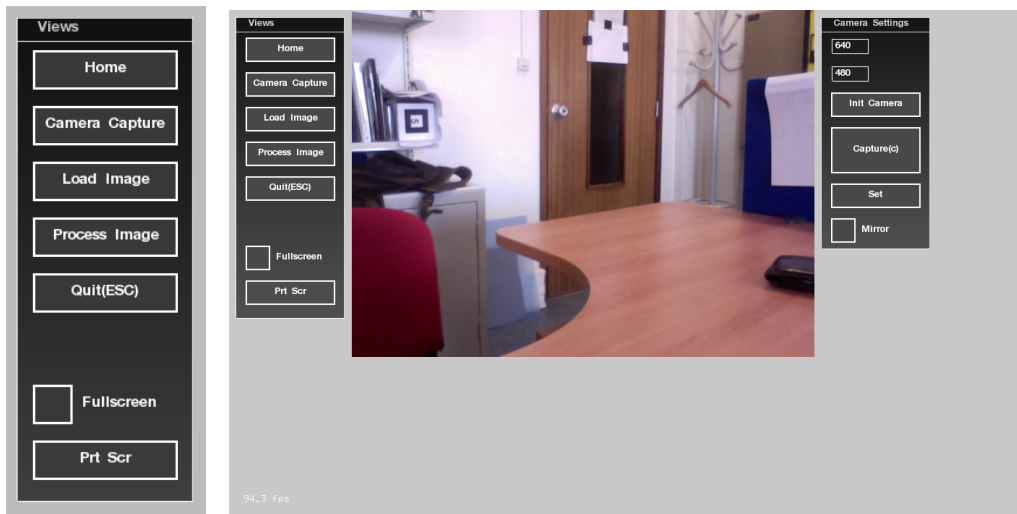 Views
Home
Camera Capture
Load Image
Process Image
Quit(ESC)
Fullscreen
Prt Scr
Views
Home
Camera Capture
Load Image
Process Image
Quit(ESC)
Fullscreen
Prt Scr
94.3 fps
Camera Settings
640
480
Init Camera
Capture(c)
Set
Mirror